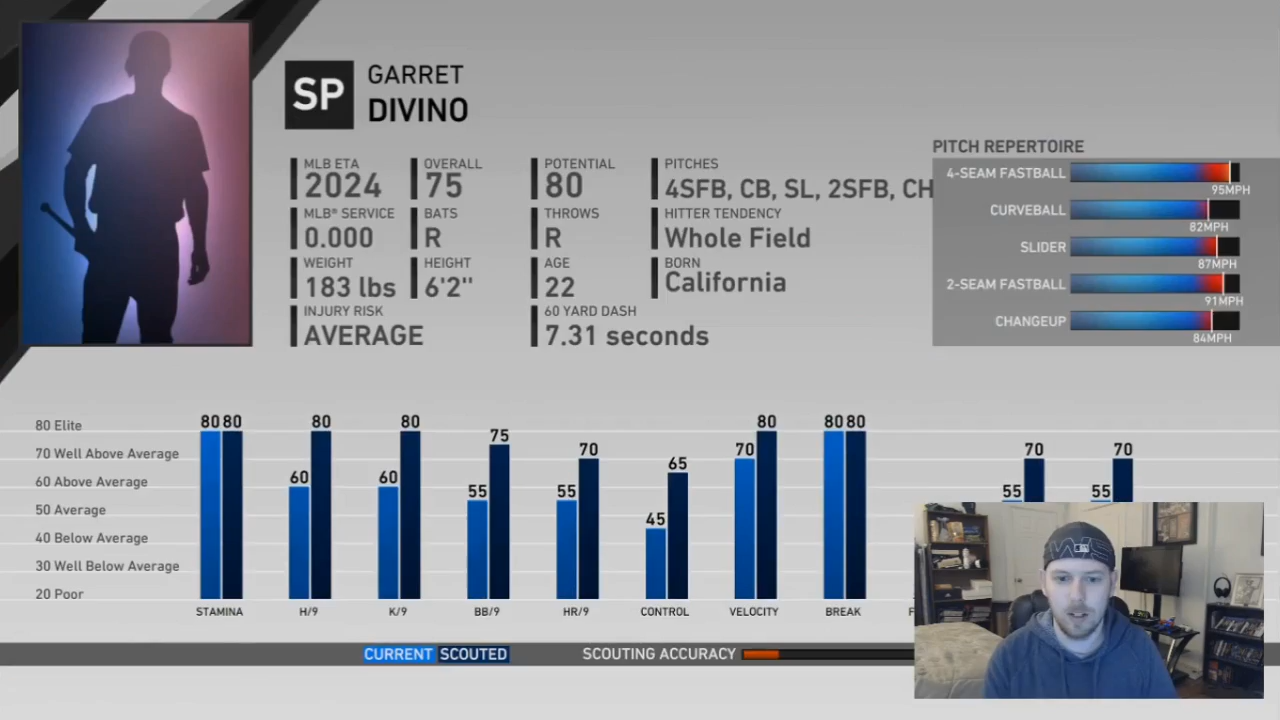 SP
GARRET
DIVINO
MLB ETA
2024
OVERALL
75
POTENTIAL
80
PITCHES
4SFB, CB, SL, 2SFB, CH
MLB® SERVICE
0.000
BATS
R
THROWS
R
HITTER TENDENCY
Whole Field
WEIGHT
183 lbs
HEIGHT
6'2"
AGE
22
BORN
California
INJURY RISK
AVERAGE
60 YARD DASH
7.31 seconds
PITCH REPERTOIRE
4-SEAM FASTBALL
95MPH
CURVEBALL
82MPH
SLIDER
87MPH
2-SEAM FASTBALL
91MPH
CHANGEUP
84MPH
80 Elite
70 Well Above Average
60 Above Average
50 Average
40 Below Average
30 Well Below Average
20 Poor
80 80
60 80
60 80
55 75
55 70
45 65
70 80
80 80
55 70
55 70
STAMINA
H/9
K/9
BB/9
HR/9
CONTROL
VELOCITY
BREAK
CURRENT SCOUTED
SCOUTING ACCURACY